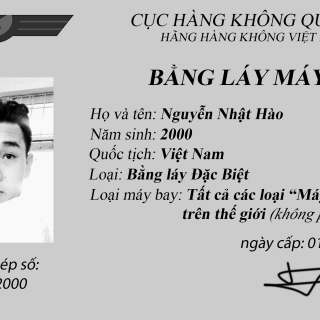 CỤC HÀNG KHÔNG QU
HÃNG HÀNG KHÔNG VIỆT
BẰNG LÁY MÁY
Họ và tên: Nguyễn Nhật Hào
Năm sinh: 2000
Quốc tịch: Việt Nam
Loại: Bằng láy Đặc Biệt
Loại máy bay: Tất cả các loại “Má
trên thế giới (không p
ngày cấp: 01
ép số:
2000